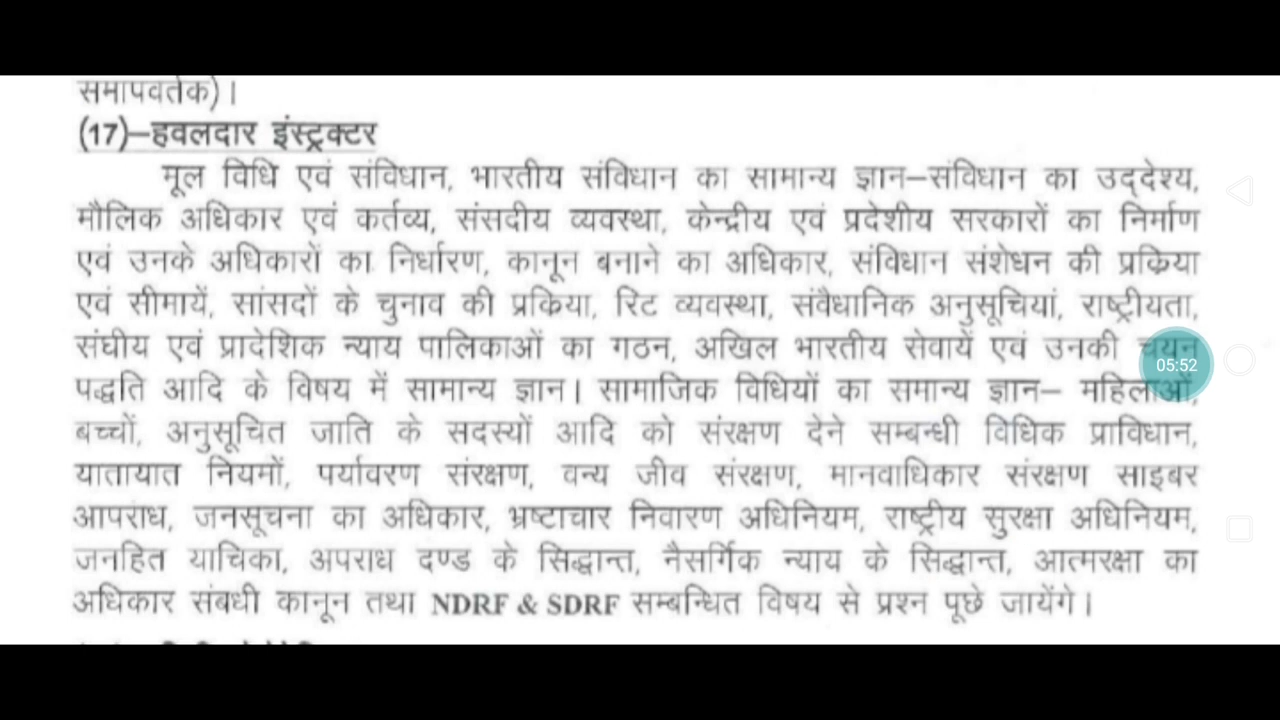 समापवर्तक)।
(17)–हवलदार इंस्ट्रक्टर
मूल विधि एवं संविधान, भारतीय संविधान का सामान्य ज्ञान–संविधान का उद्‌देश्य,
मौलिक अधिकार एवं कर्तव्य, संसदीय व्यवस्था, केन्द्रीय एवं प्रदेशीय सरकारों का निर्माण
एवं उनके अधिकारों का निर्धारण, कानून बनाने का अधिकार, संविधान संशेधन की प्रक्रिया
एवं सीमायें, सांसदों के चुनाव की प्रक्रिया, रिट व्यवस्था, संवैधानिक अनुसूचियां, राष्ट्रीयता,
संघीय एवं प्रादेशिक न्याय पालिकाओं का गठन, अखिल भारतीय सेवायें एवं उनकी चयन
पद्धति आदि के विषय में सामान्य ज्ञान। सामाजिक विधियों का समान्य ज्ञान– महिलाओं,
बच्चों, अनुसूचित जाति के सदस्यों आदि को संरक्षण देने सम्बन्धी विधिक प्राविधान,
यातायात नियमों, पर्यावरण संरक्षण, वन्य जीव संरक्षण, मानवाधिकार संरक्षण साइबर
आपराध, जनसूचना का अधिकार, भ्रष्टाचार निवारण अधिनियम, राष्ट्रीय सुरक्षा अधिनियम,
जनहित याचिका, अपराध दण्ड के सिद्धान्त, नैसर्गिक न्याय के सिद्धान्त, आत्मरक्षा का
अधिकार संबधी कानून तथा NDRF & SDRF सम्बन्धित विषय से प्रश्न पूछे जायेंगे।
05:52